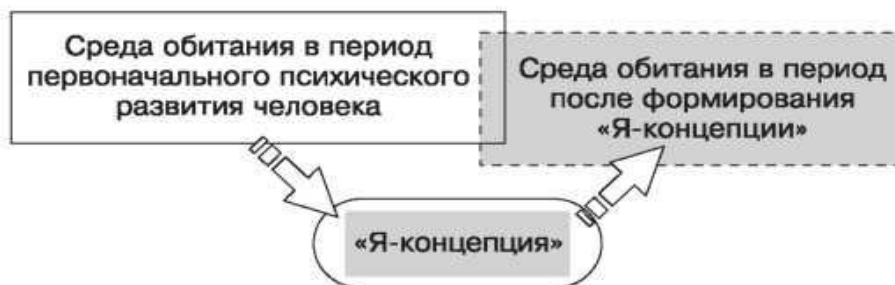 Среда обитания в период
первоначального психического
развития человека
Среда обитания в период
после формирования
«Я-концепции»
«Я-концепция»